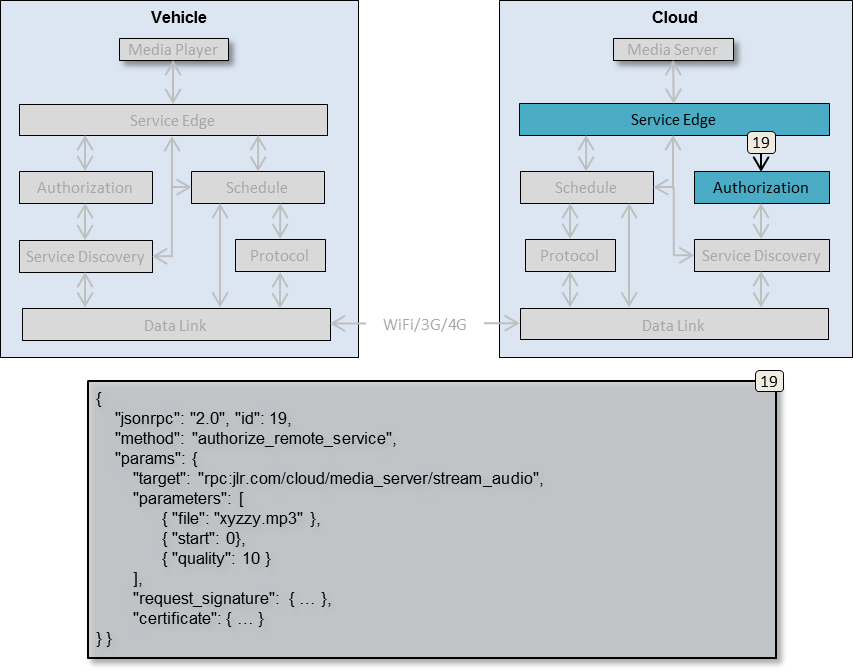 Vehicle
Media Player
Service Edge
Authorization
Schedule
Service Discovery
Protocol
Data Link
WiFi/3G/4G
Cloud
Media Server
Service Edge
19
Schedule
Authorization
Protocol
Service Discovery
Data Link
19
{
"jsonrpc": "2.0", "id": 19,
"method": "authorize_remote_service",
"params": {
"target": "rpc:jlr.com/cloud/media_server/stream_audio",
"parameters": [
{ "file": "xyzzy.mp3" },
{ "start": 0},
{ "quality": 10 }
],
"request_signature": { … },
"certificate": { … }
} }